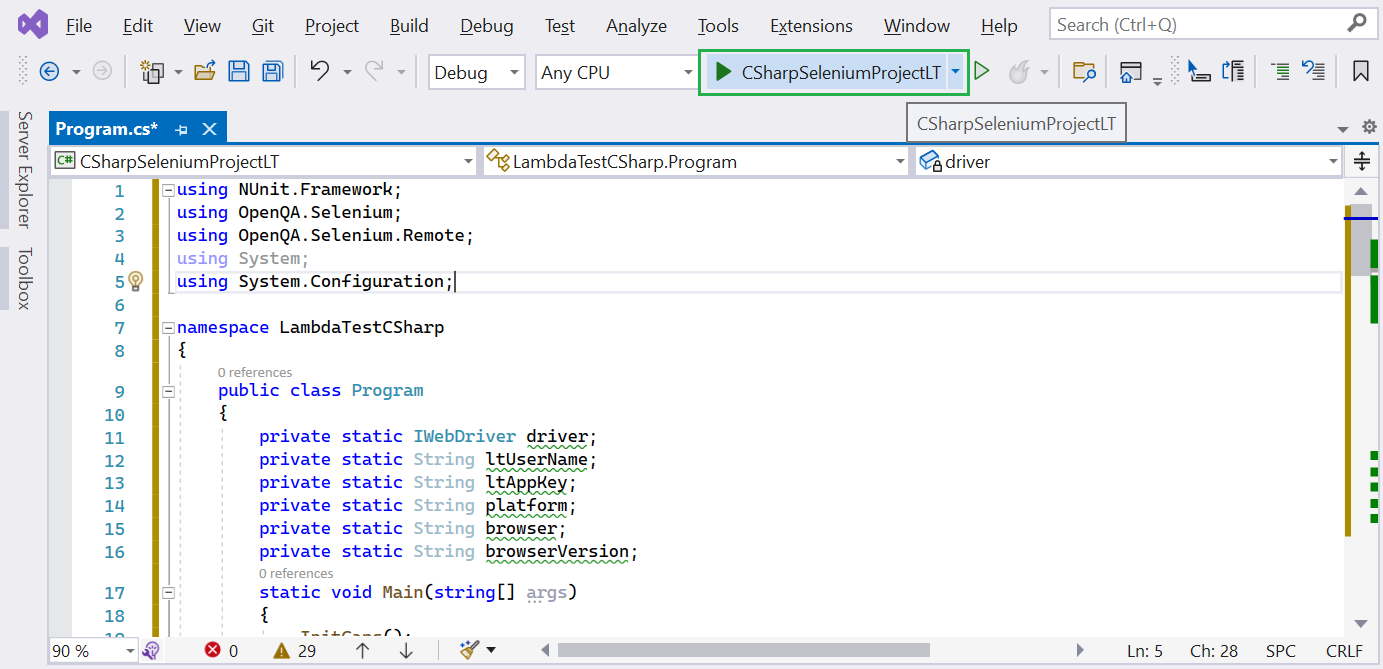 File Edit View Git Project Build Debug Test Analyze Tools Extensions Window Help Search (Ctrl+Q)
Debug Any CPU CSharpSeleniumProjectLT
CSharpSeleniumProjectLT
Server Explorer
Toolbox
Program.cs*
C# CSharpSeleniumProjectLT LambdaTestCSharp.Program driver
1 using NUnit.Framework;
2 using OpenQA.Selenium;
3 using OpenQA.Selenium.Remote;
4 using System;
5 using System.Configuration;
6
7 namespace LambdaTestCSharp
8 {
0 references
9 public class Program
10 {
11 private static IWebDriver driver;
12 private static String ltUserName;
13 private static String ltAppKey;
14 private static String platform;
15 private static String browser;
16 private static String browserVersion;
0 references
17 static void Main(string[] args)
18 {
19 InitCaps();
90 % 0 29 Ln: 5 Ch: 28 SPC CRLF